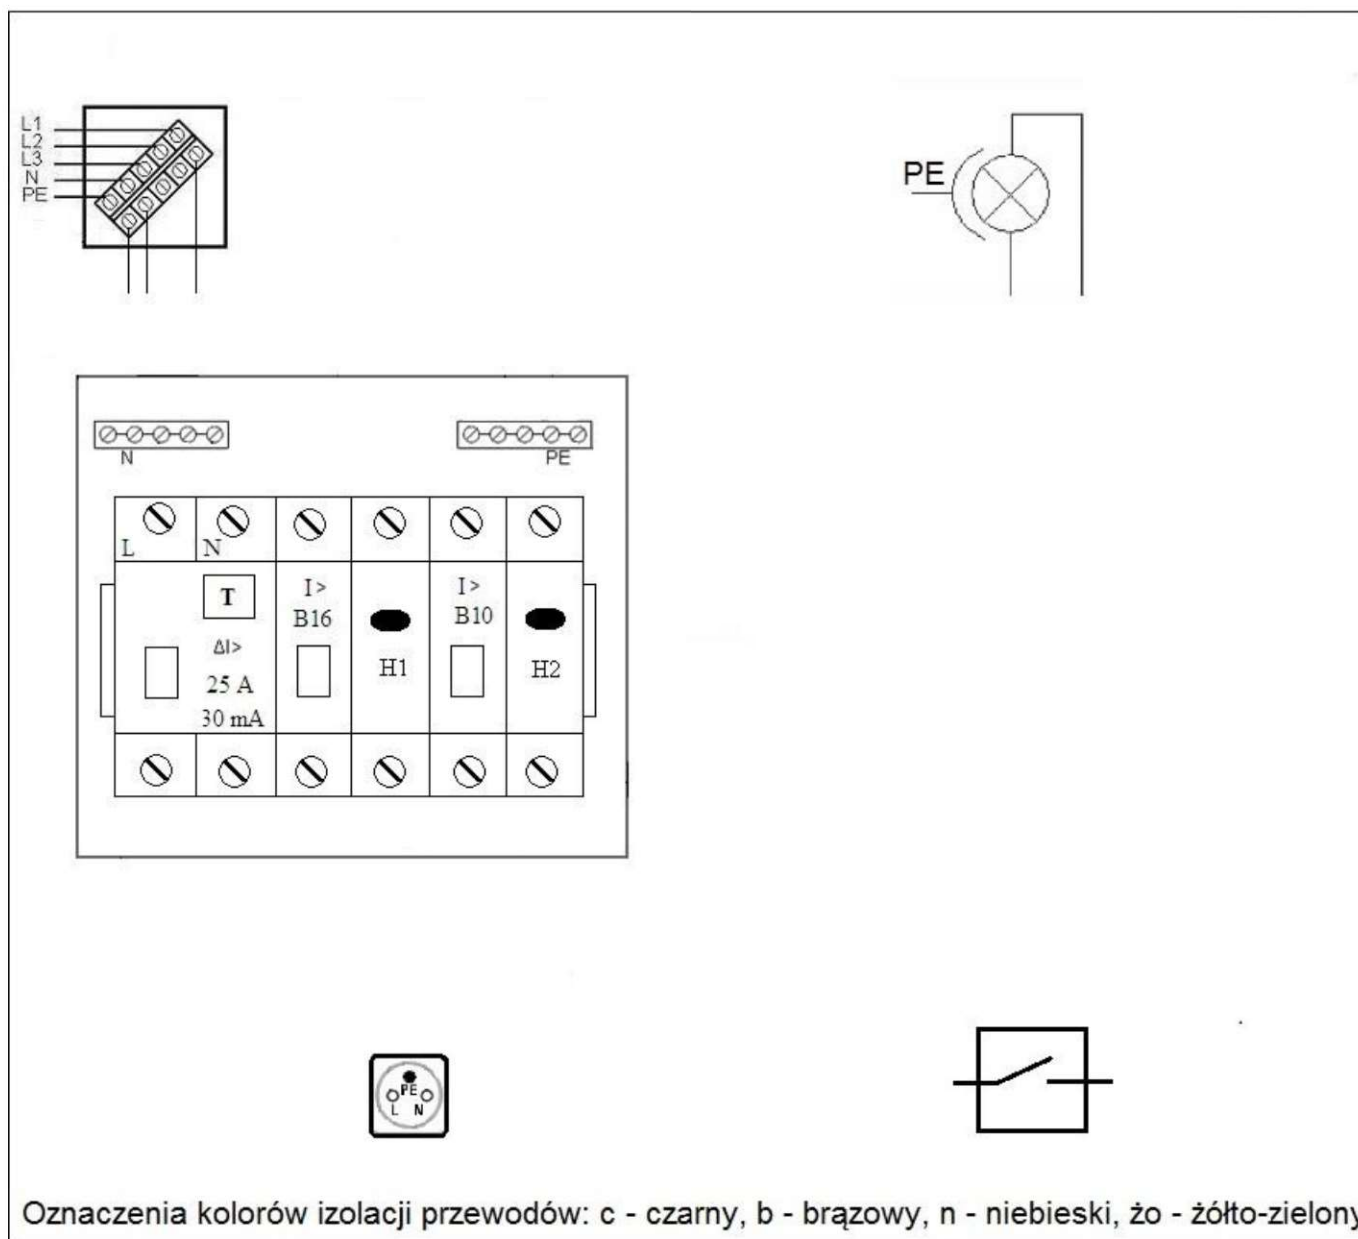 L1
L2
L3
N
PE
PE
N
PE
L
N
T
I >
B16
I >
B10
ΔI>
25 A
30 mA
H1
H2
PE
L N
Oznaczenia kolorów izolacji przewodów: c - czarny, b - brązowy, n - niebieski, żo - żółto-zielony